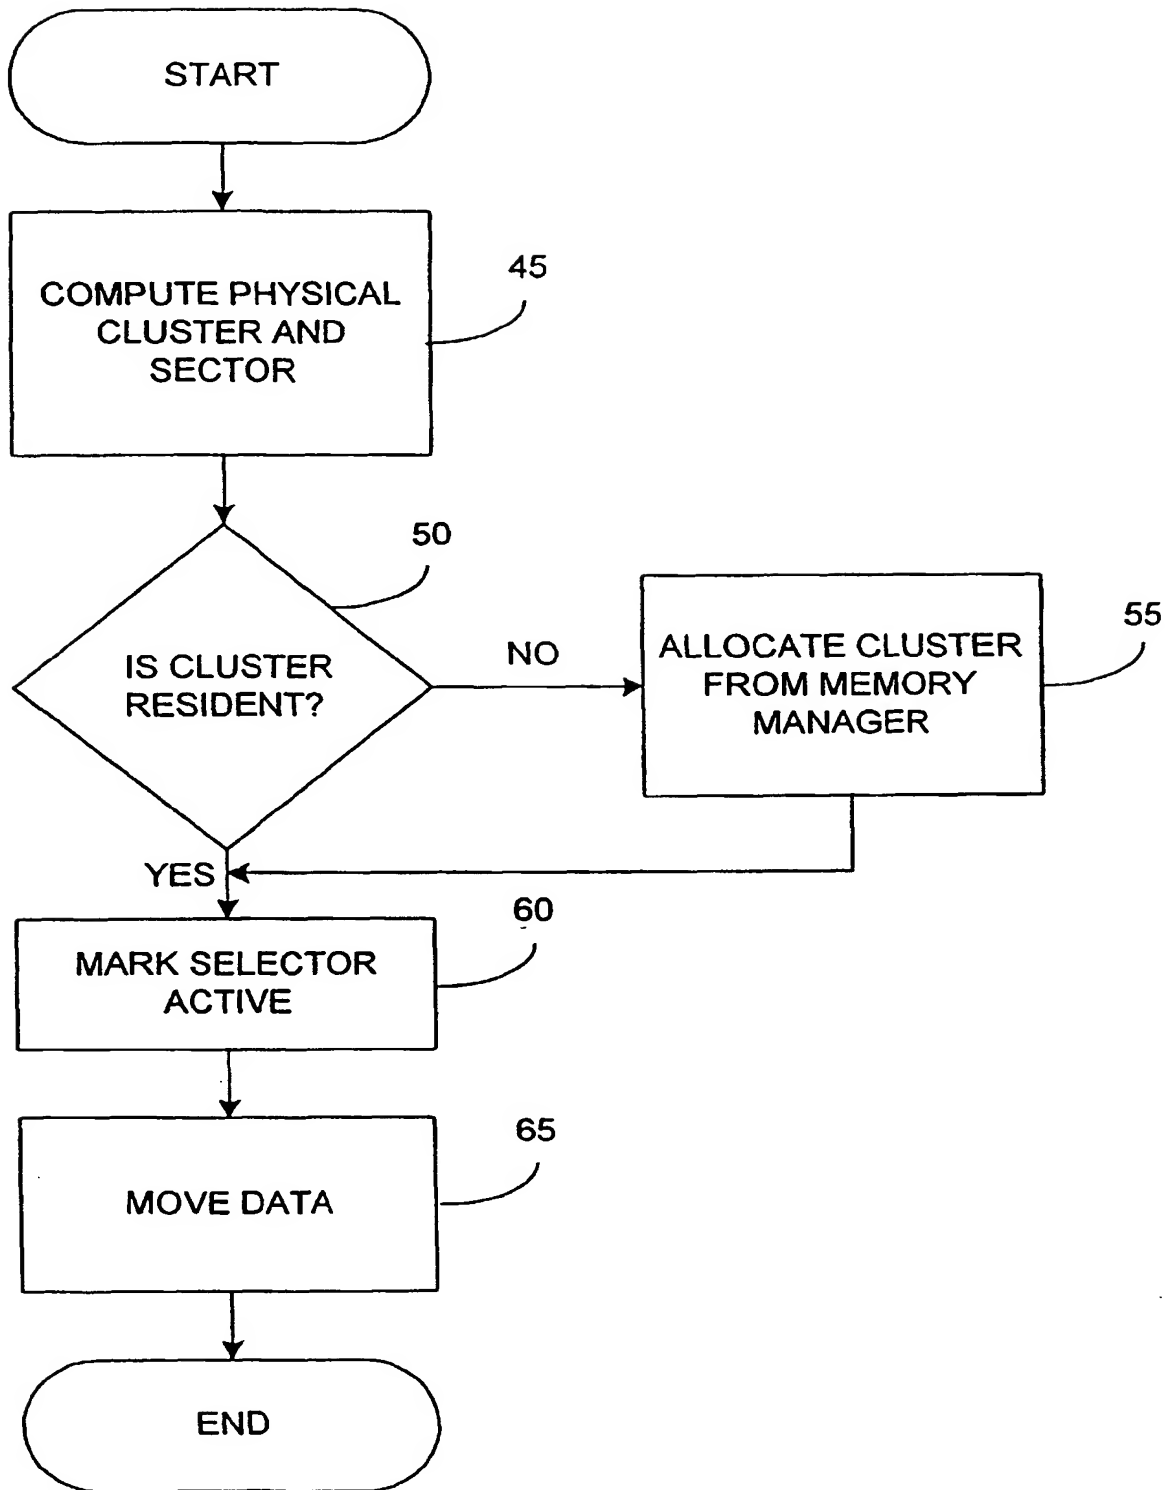 START
COMPUTE PHYSICAL
CLUSTER AND
SECTOR
45
50
IS CLUSTER
RESIDENT?
NO
ALLOCATE CLUSTER
FROM MEMORY
MANAGER
55
YES
60
MARK SELECTOR
ACTIVE
65
MOVE DATA
END